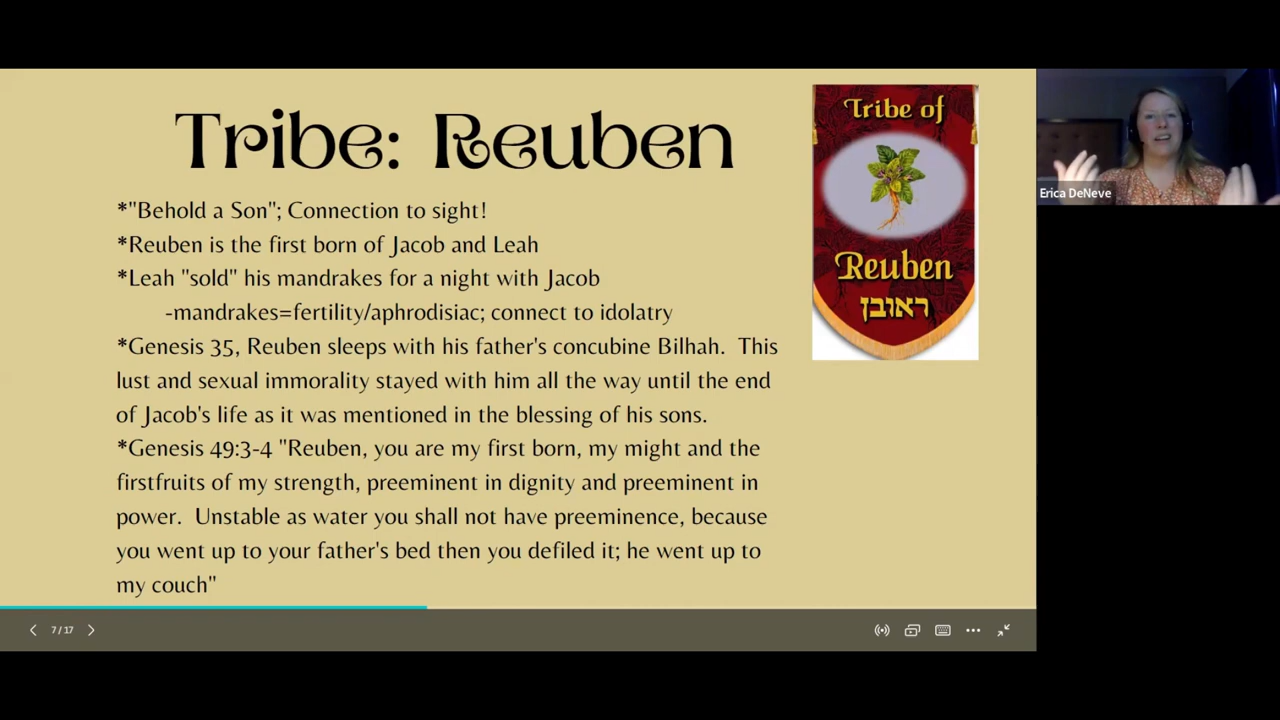 Tribe: Reuben
*"Behold a Son"; Connection to sight!
*Reuben is the first born of Jacob and Leah
*Leah "sold" his mandrakes for a night with Jacob
-mandrakes=fertility/aphrodisiac; connect to idolatry
*Genesis 35, Reuben sleeps with his father's concubine Bilhah. This
lust and sexual immorality stayed with him all the way until the end
of Jacob's life as it was mentioned in the blessing of his sons.
*Genesis 49:3-4 "Reuben, you are my first born, my might and the
firstfruits of my strength, preeminent in dignity and preeminent in
power. Unstable as water you shall not have preeminence, because
you went up to your father's bed then you defiled it; he went up to
my couch"
Tribe of
Reuben
ראובן
Erica DeNeve
7/17